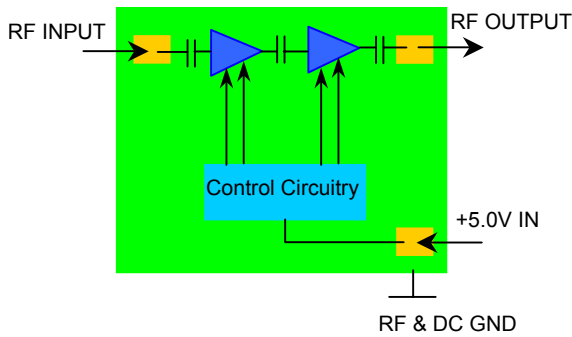 RF INPUT
RF OUTPUT
Control Circuitry
+5.0V IN
RF & DC GND